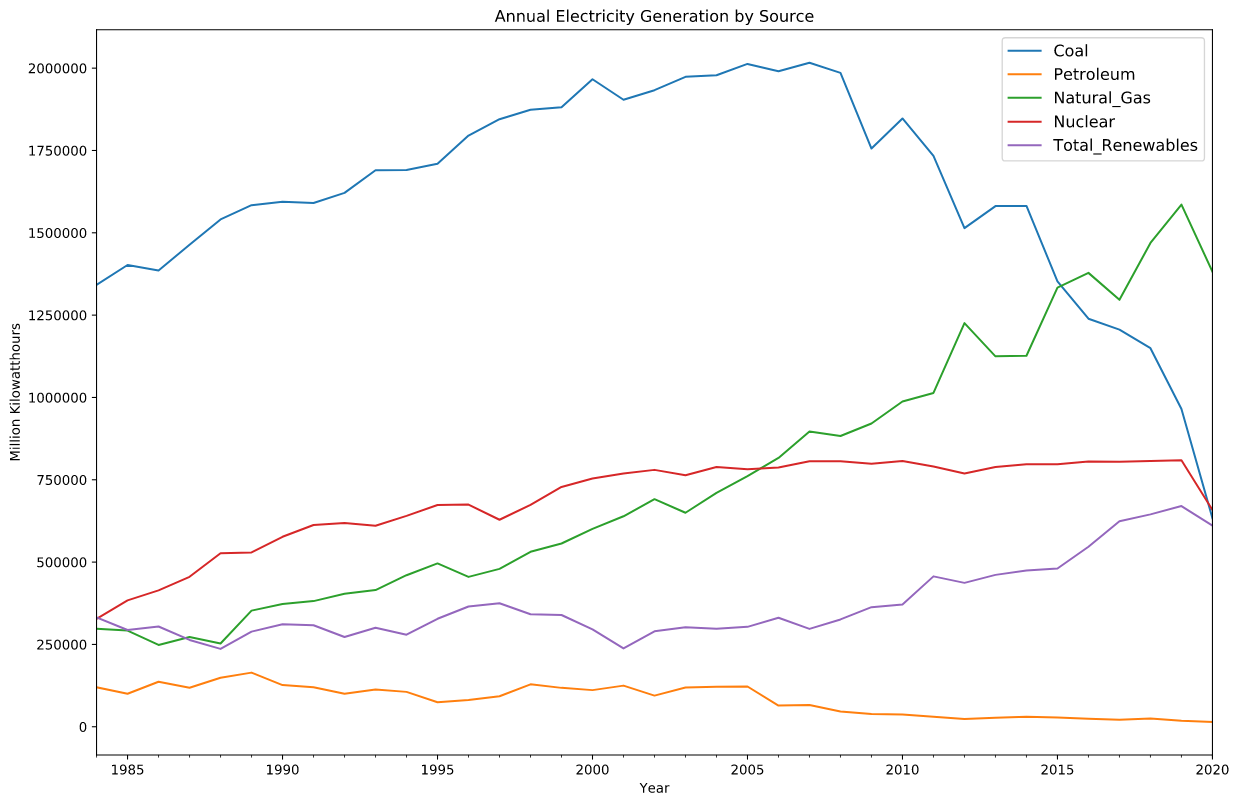 Annual Electricity Generation by Source
Coal
Petroleum
Natural_Gas
Nuclear
Total_Renewables
Million Kilowatthours
2000000
1750000
1500000
1250000
1000000
750000
500000
250000
0
1985 1990 1995 2000 2005 2010 2015 2020
Year